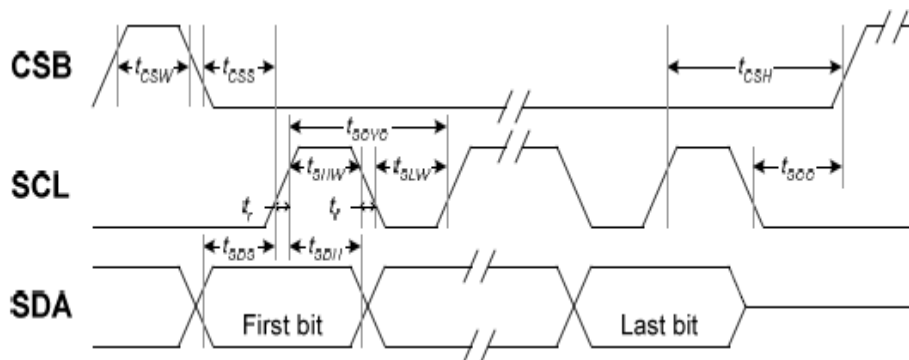 CSB
tCSW
tCSS
tCSH
tSCYC
SCL
tSHW
tSLW
tSCC
tr
tf
tSDS
tSDH
SDA
First bit
Last bit